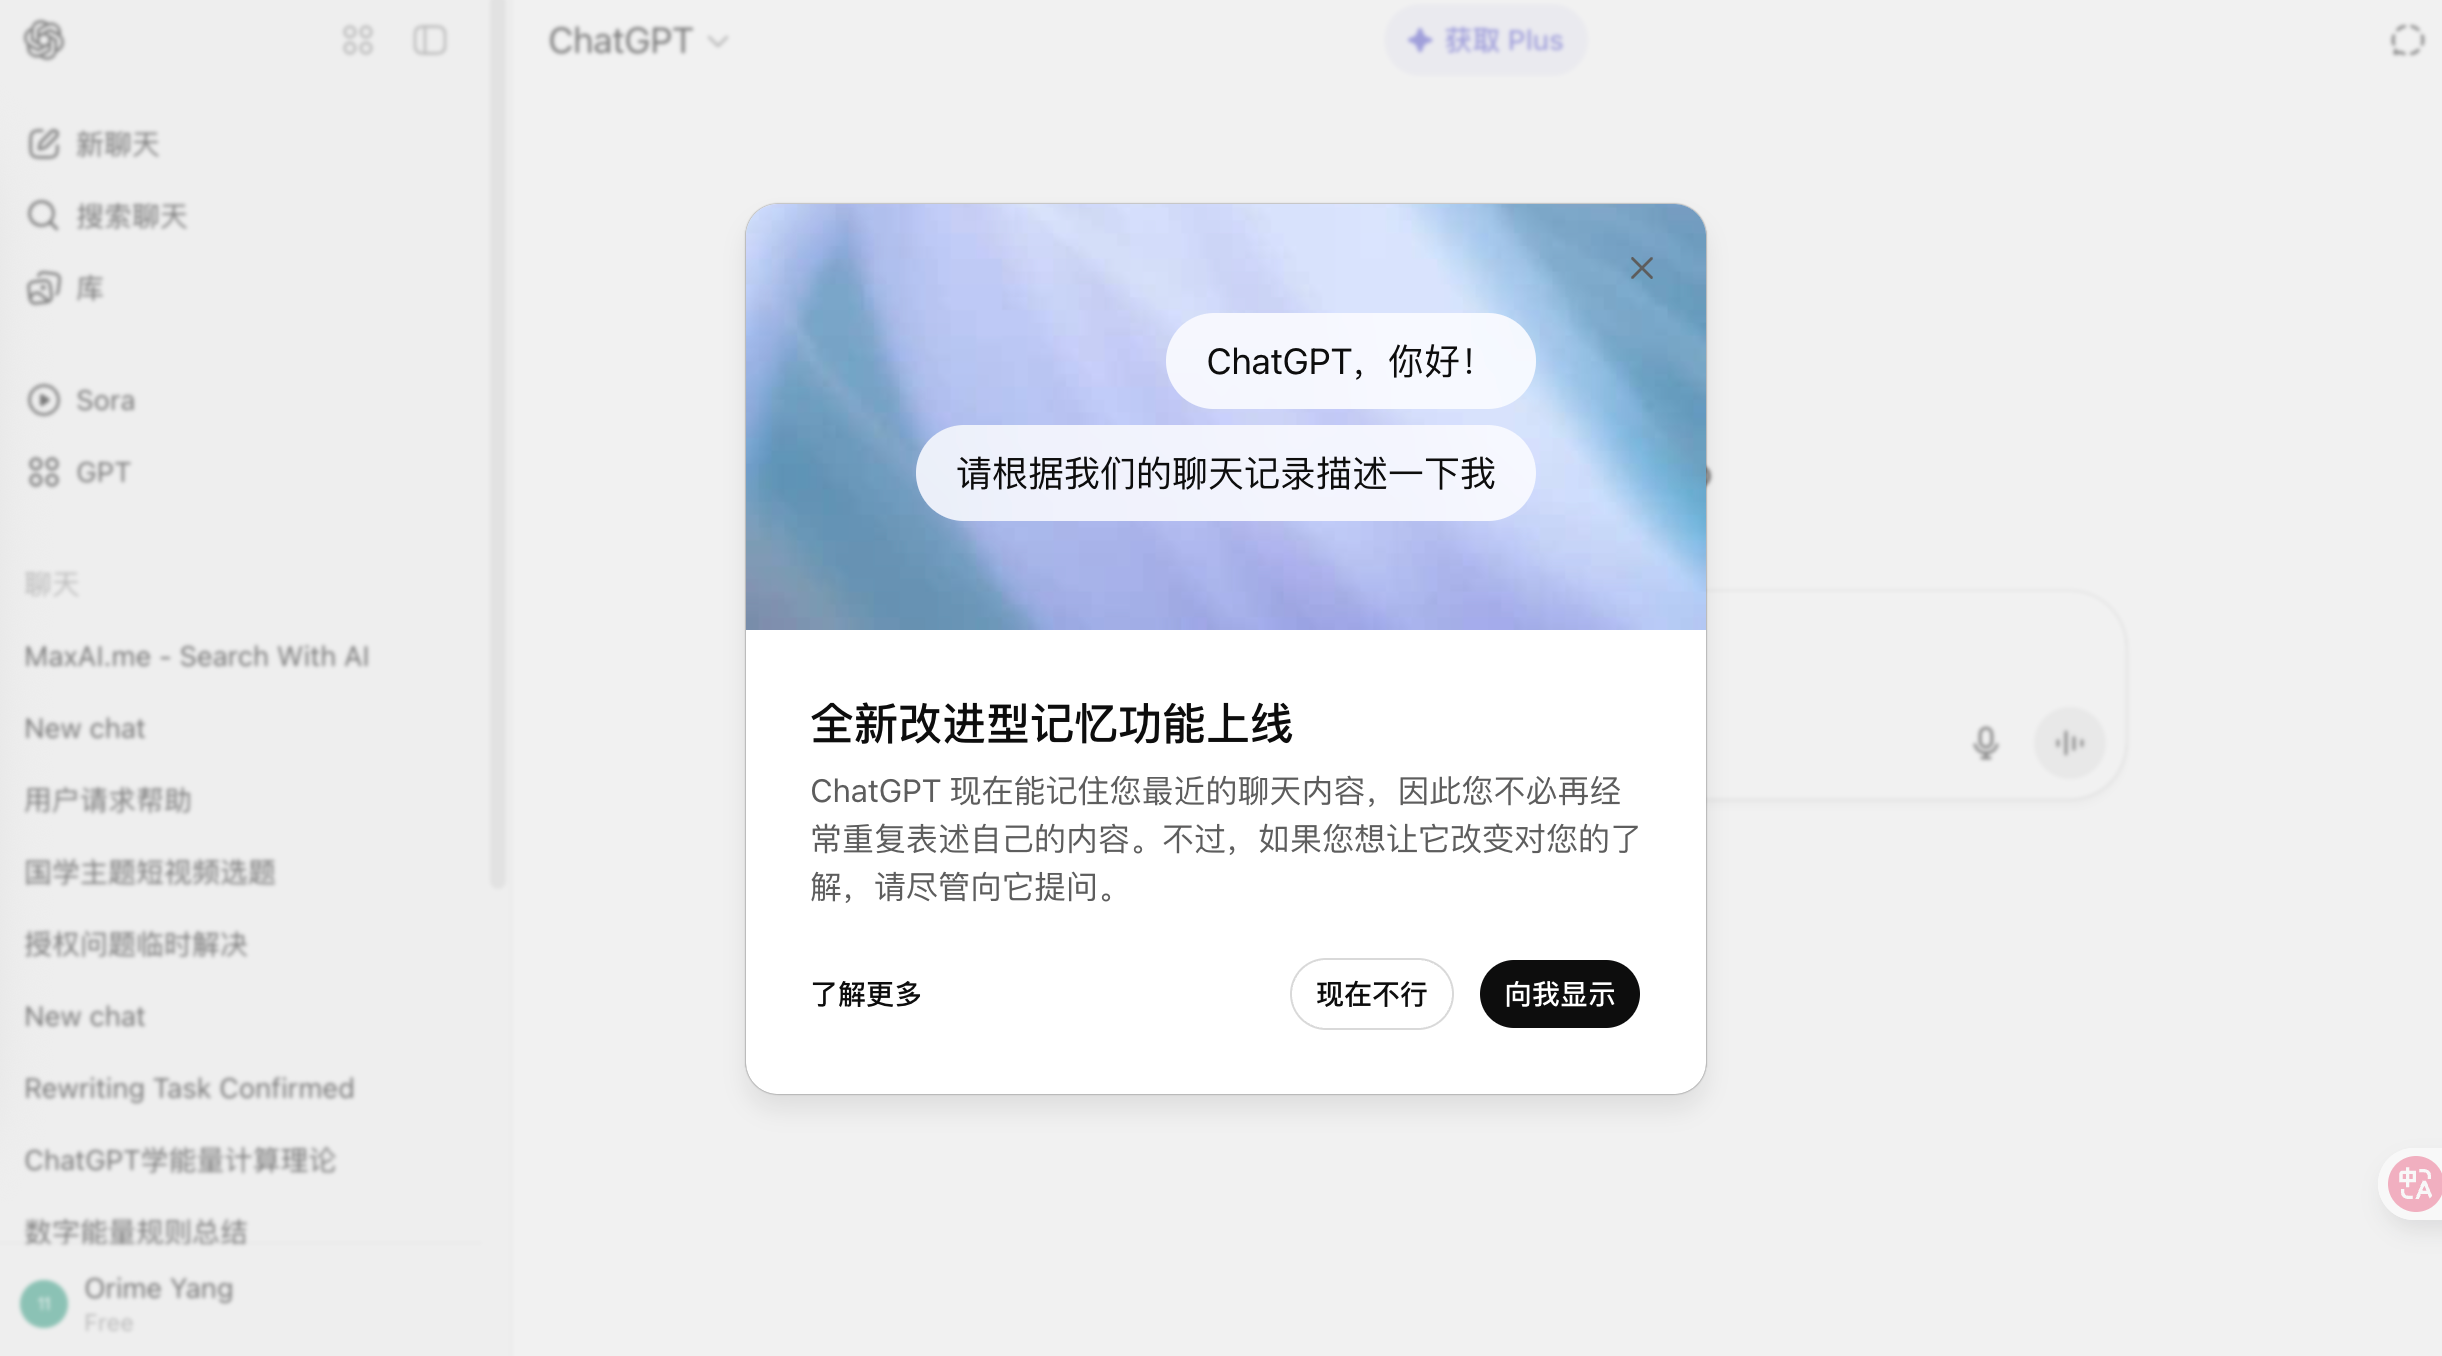 ChatGPT
获取 Plus
新聊天
搜索聊天
库
Sora
GPT
聊天
MaxAI.me - Search With AI
New chat
用户请求帮助
国学主题短视频选题
授权问题临时解决
New chat
Rewriting Task Confirmed
ChatGPT学能量计算理论
数字能量规则总结
11
Orime Yang
Free
ChatGPT，你好！
请根据我们的聊天记录描述一下我
全新改进型记忆功能上线
ChatGPT 现在能记住您最近的聊天内容，因此您不必再经
常重复表述自己的内容。不过，如果您想让它改变对您的了
解，请尽管向它提问。
了解更多
现在不行
向我显示
中A